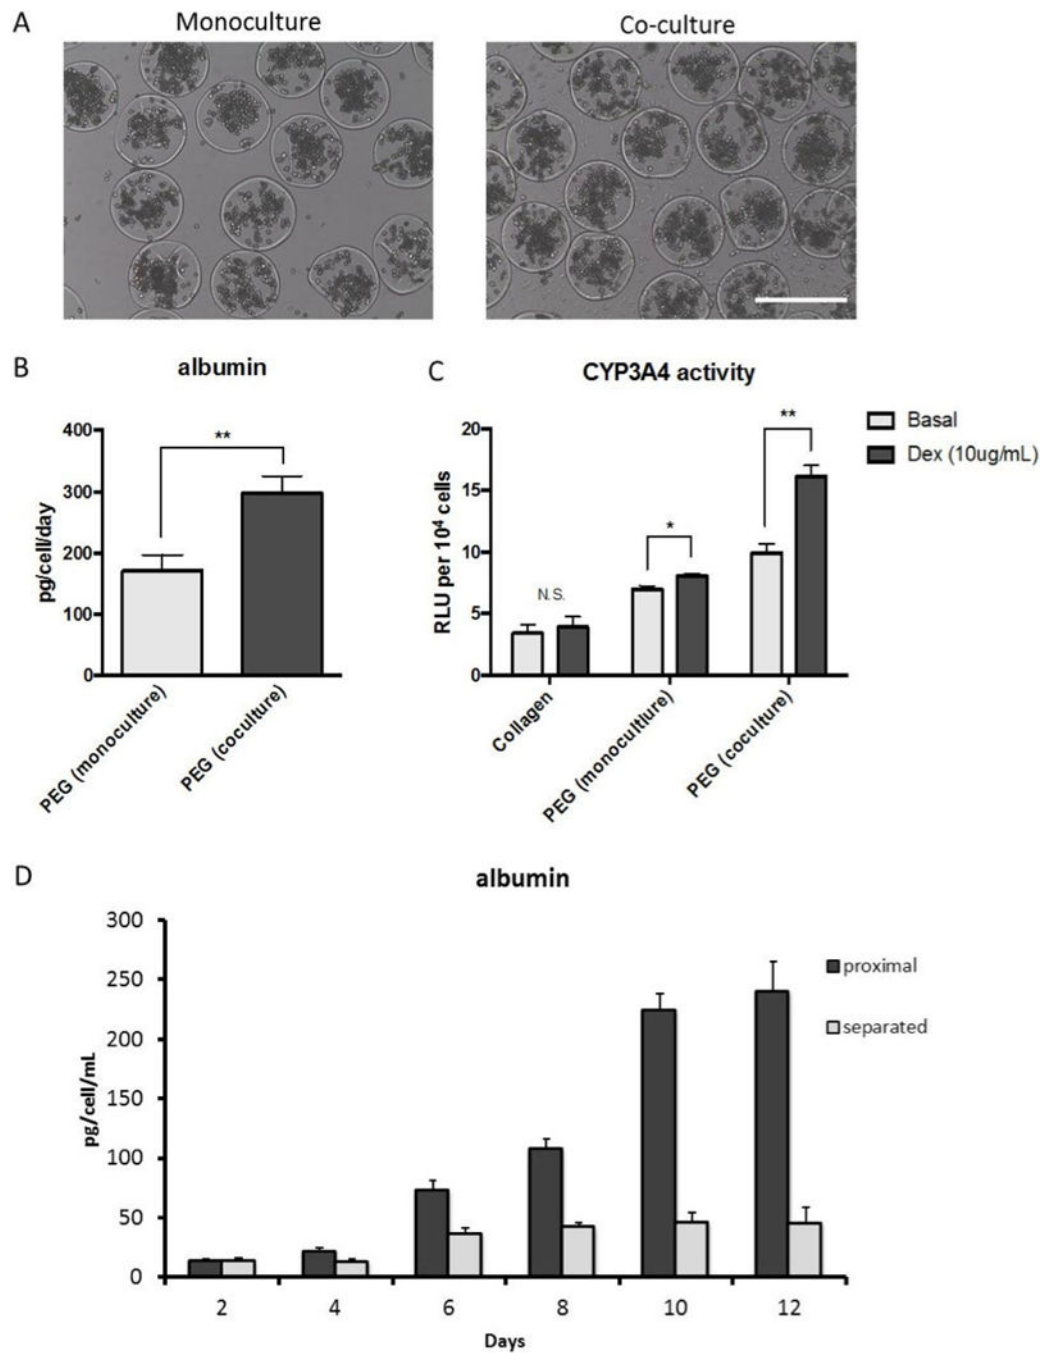 A
Monoculture
Co-culture
B
albumin
pg/cell/day
400
300
200
100
0
**
PEG (monoculture)
PEG (coculture)
C
CYP3A4 activity
RLU per 10⁴ cells
20
15
10
5
0
N.S.
*
**
Collagen
PEG (monocultlure)
PEG (coculture)
Basal
Dex (10ug/mL)
D
albumin
pg/cell/mL
300
250
200
150
100
50
0
2 4 6 8 10 12
Days
proximal
separated